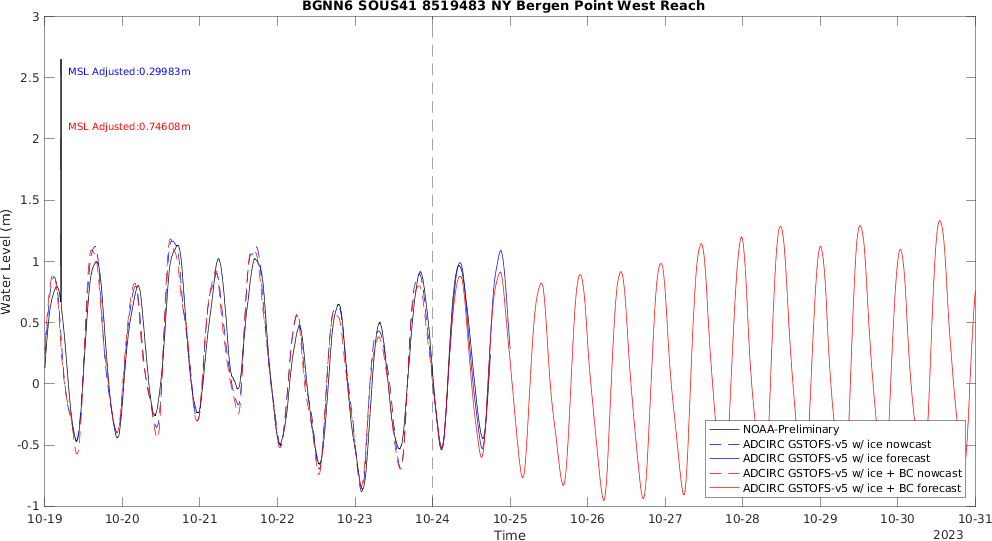 BGNN6 SOUS41 8519483 NY Bergen Point West Reach
3
2.5
2
1.5
1
0.5
0
-0.5
-1
Water Level (m)
MSL Adjusted:0.29983m
MSL Adjusted:0.74608m
NOAA-Preliminary
ADCIRC GSTOFS-v5 w/ ice nowcast
ADCIRC GSTOFS-v5 w/ ice forecast
ADCIRC GSTOFS-v5 w/ ice + BC nowcast
ADCIRC GSTOFS-v5 w/ ice + BC forecast
10-19 10-20 10-21 10-22 10-23 10-24 10-25 10-26 10-27 10-28 10-29 10-30 10-31
Time
2023